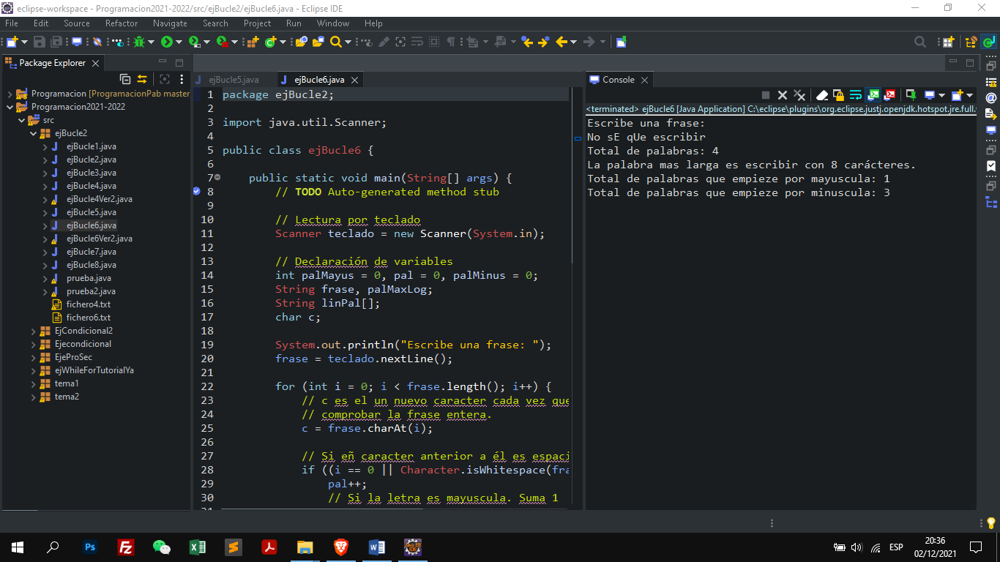 eclipse-workspace - Programacion2021-2022/src/ejBucle2/ejBucle6.java - Eclipse IDE
File Edit Source Refactor Navigate Search Project Run Window Help
Package Explorer
Programacion [ProgramacionPab master
Programacion2021-2022
src
ejBucle2
ejBucle1.java
ejBucle2.java
ejBucle3.java
ejBucle4.java
ejBucle4Ver2.java
ejBucle5.java
ejBucle6.java
ejBucle6Ver2.java
ejBucle7.java
ejBucle8.java
prueba.java
prueba2.java
fichero4.txt
fichero6.txt
EjCondicional2
Ejecondicional
EjeProSec
ejWhileForTutorialYa
tema1
tema2
ejBucle5.java ejBucle6.java
1 package ejBucle2;
2
3 import java.util.Scanner;
4
5 public class ejBucle6 {
6
7 public static void main(String[] args) {
8 // TODO Auto-generated method stub
9
10 // Lectura por teclado
11 Scanner teclado = new Scanner(System.in);
12
13 // Declaración de variables
14 int palMayus = 0, pal = 0, palMinus = 0;
15 String frase, palMaxLog;
16 String linPal[];
17 char c;
18
19 System.out.println("Escribe una frase: ");
20 frase = teclado.nextLine();
21
22 for (int i = 0; i < frase.length(); i++) {
23 // c es el un nuevo caracter cada vez que
24 // comprobar la frase entera.
25 c = frase.charAt(i);
26
27 // Si eñ caracter anterior a él es espaci
28 if ((i == 0 || Character.isWhitespace(fra
29 pal++;
30 // Si la letra es mayuscula. Suma 1
31
Console
<terminated> ejBucle6 [Java Application] C:\eclipse\plugins\org.eclipse.justj.openjdk.hotspot.jre.full.
Escribe una frase:
No sE qUe escribir
Total de palabras: 4
La palabra mas larga es escribir con 8 carácteres.
Total de palabras que empieze por mayuscula: 1
Total de palabras que empieze por minuscula: 3
Ps
ESP
20:36
02/12/2021